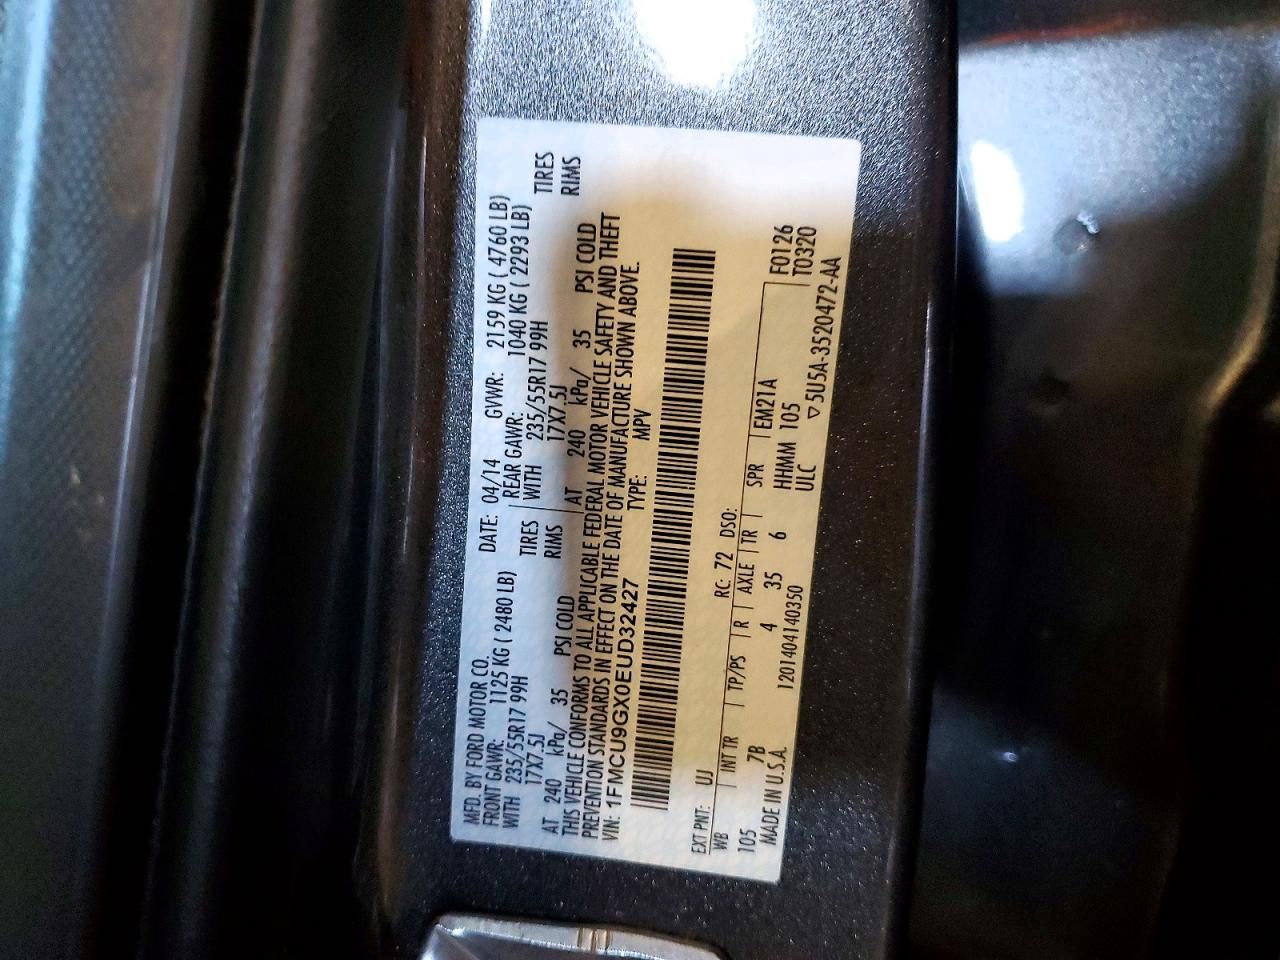 MFD. BY FORD MOTOR CO. DATE: 04/14 GVWR: 2159 KG ( 4760 LB)
FRONT GAWR: 1125 KG ( 2480 LB) REAR GAWR: 1040 KG ( 2293 LB)
WITH 235/55R17 99H TIRES WITH 235/55R17 99H TIRES
17X7.5J RIMS 17X7.5J RIMS
AT 240 kPa/ 35 PSI COLD AT 240 kPa/ 35 PSI COLD
THIS VEHICLE CONFORMS TO ALL APPLICABLE FEDERAL MOTOR VEHICLE SAFETY AND THEFT
PREVENTION STANDARDS IN EFFECT ON THE DATE OF MANUFACTURE SHOWN ABOVE.
VIN: 1FMCU9GX0EUD32427 TYPE: MPV
EXT PNT: UJ RC: 72 DSO: F0126
WB INT TR TP/PS R AXLE TR SPR EM21A T0320
105 7B 4 35 6 HHMM 105
MADE IN U.S.A. 1201404140350 ULC ▽5U5A-3520472-AA